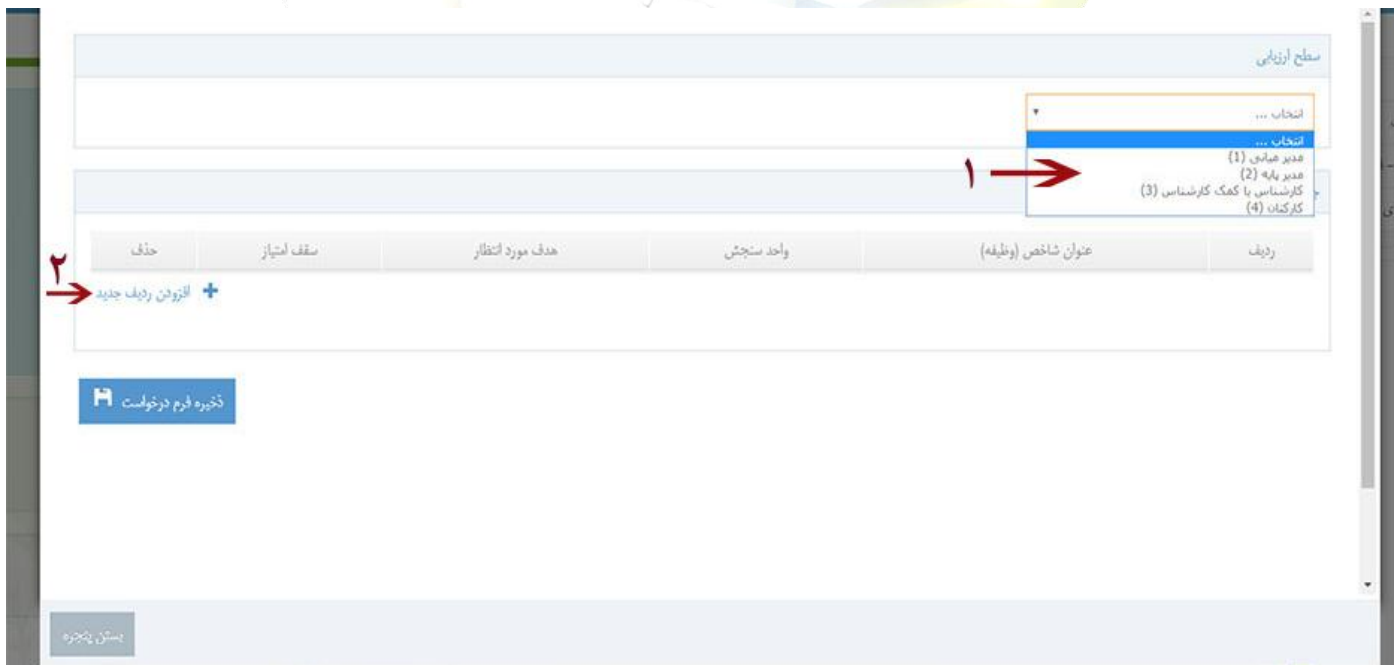 سطح ارزیابی
انتخاب ...
انتخاب ...
مدیر میانی (1)
مدیر پایه (2)
کارشناس یا کمک کارشناس (3)
کارکنان (4)
۱
ردیف عنوان شاخص (وظیفه) واحد سنجش هدف مورد انتظار سقف امتیاز حذف
۲
افزودن ردیف جدید
ذخیره فرم درخواست
بستن پنجره